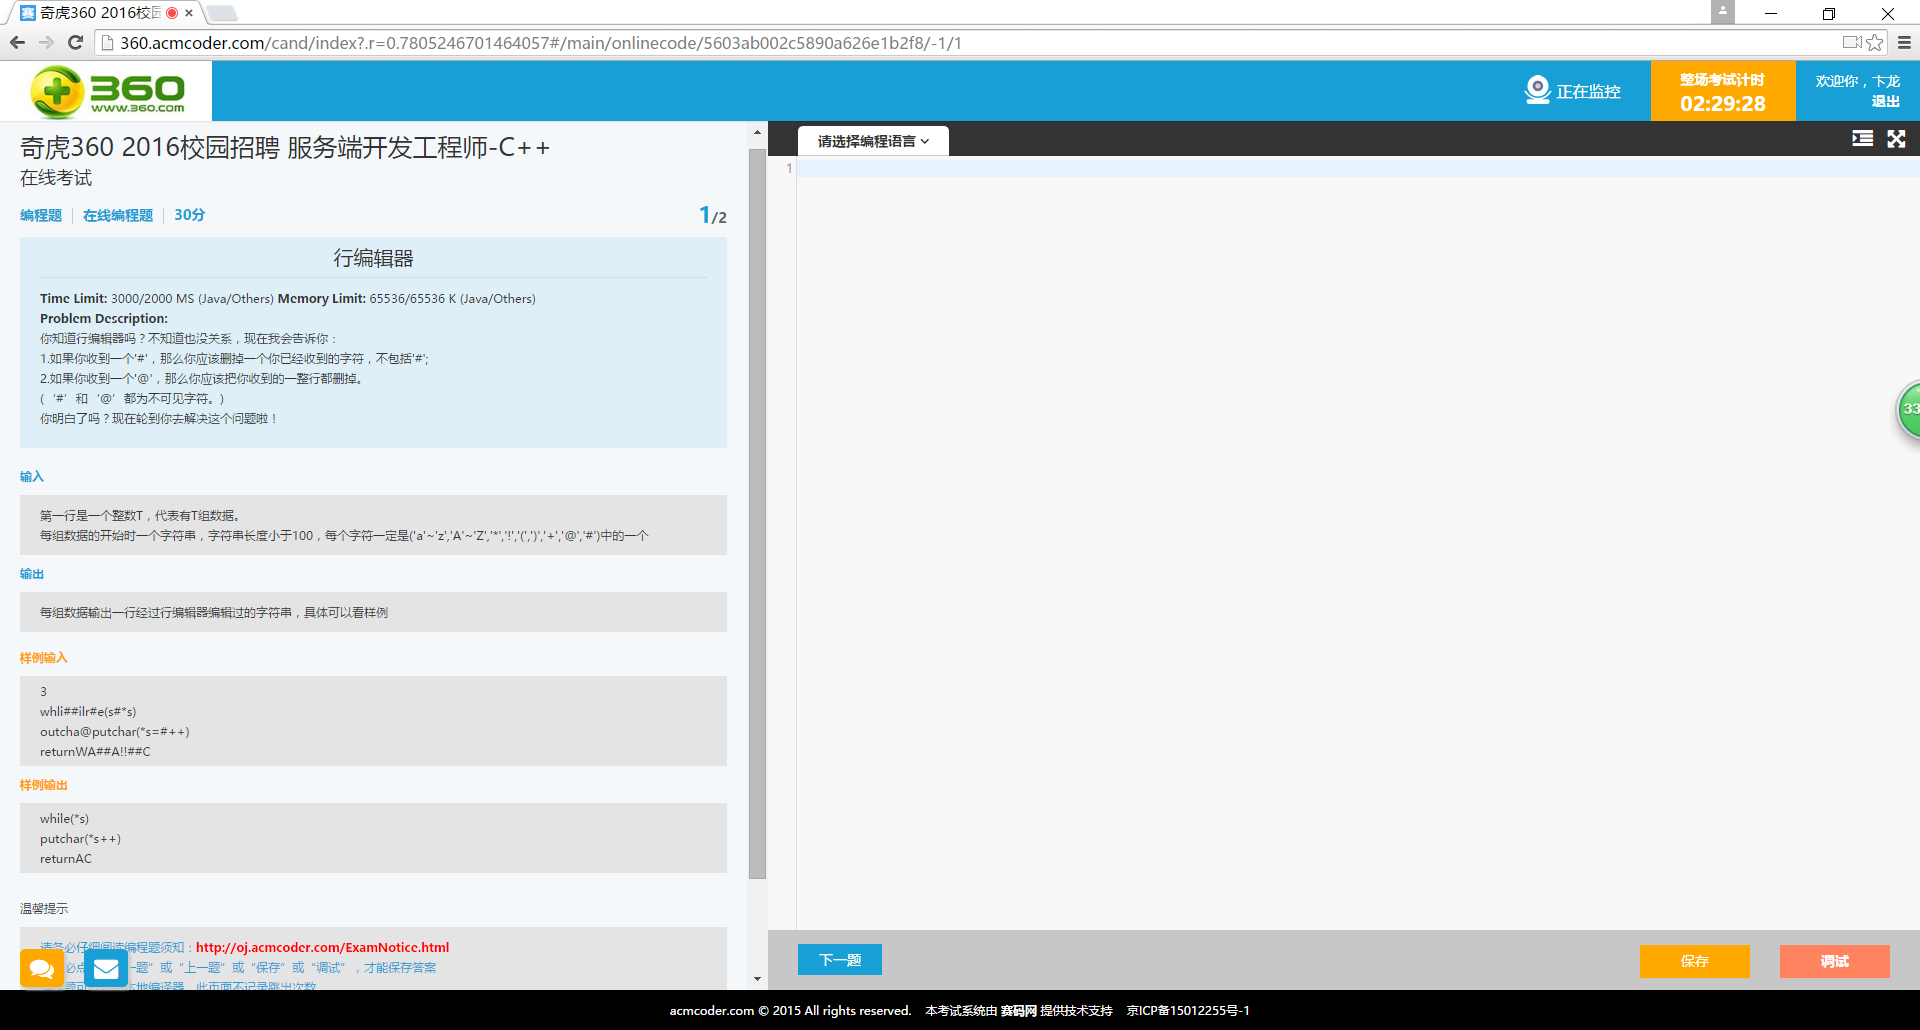 奇虎360 2016校园
360.acmcoder.com/cand/index?.r=0.7805246701464057#/main/onlinecode/5603ab002c5890a626e1b2f8/-1/1
360
www.360.com
正在监控
整场考试计时
02:29:28
欢迎你，卞龙
退出
奇虎360 2016校园招聘 服务端开发工程师-C++
在线考试
编程题 | 在线编程题 | 30分
1/2
请选择编程语言
1
行编辑器
Time Limit: 3000/2000 MS (Java/Others) Memory Limit: 65536/65536 K (Java/Others)
Problem Description:
你知道行编辑器吗？不知道也没关系，现在我会告诉你：
1.如果你收到一个'#'，那么你应该删掉一个你已经收到的字符，不包括'#';
2.如果你收到一个'@'，那么你应该把你收到的一整行都删掉。
(‘#’和‘@’都为不可见字符。)
你明白了吗？现在轮到你去解决这个问题啦！
33
输入
第一行是一个整数T，代表有T组数据。
每组数据的开始时一个字符串，字符串长度小于100，每个字符一定是('a'~'z','A'~'Z','*','!','(',')','+','@','#')中的一个
输出
每组数据输出一行经过行编辑器编辑过的字符串，具体可以看样例
样例输入
3
whli##ilr#e(s#*s)
outcha@putchar(*s=#++)
returnWA##A!!##C
样例输出
while(*s)
putchar(*s++)
returnAC
温馨提示
请务必仔细阅读编程题须知：http://oj.acmcoder.com/ExamNotice.html
必点 一题”或“上一题”或“保存”或“调试”，才能保存答案
题可 本地编译器，此页面不记录跳出次数
下一题
保存
调试
acmcoder.com © 2015 All rights reserved. 本考试系统由 赛码网 提供技术支持 京ICP备15012255号-1